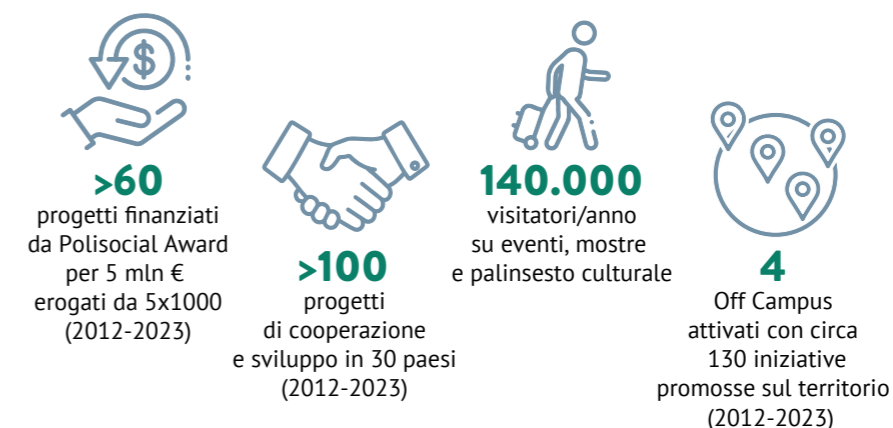 $
>60
progetti finanziati
da Polisocial Award
per 5 mln €
erogati da 5x1000
(2012-2023)
>100
progetti
di cooperazione
e sviluppo in 30 paesi
(2012-2023)
140.000
visitatori/anno
su eventi, mostre
e palinsesto culturale
4
Off Campus
attivati con circa
130 iniziative
promosse sul territorio
(2012-2023)